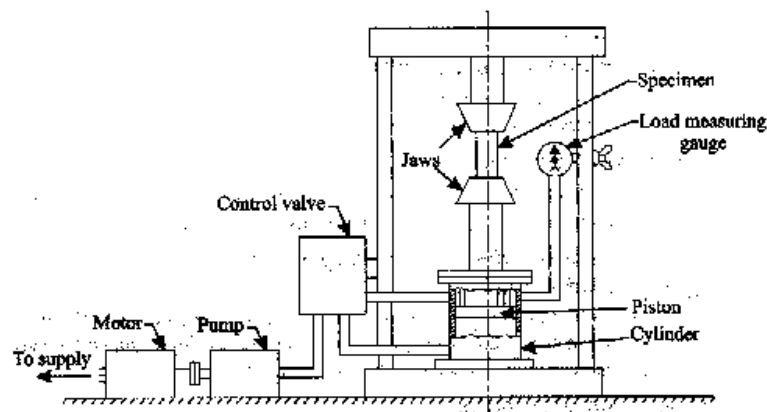 Specimen
Load measuring
gauge
Jaws
Control valve
Piston
Motor
Pump
Cylinder
To supply